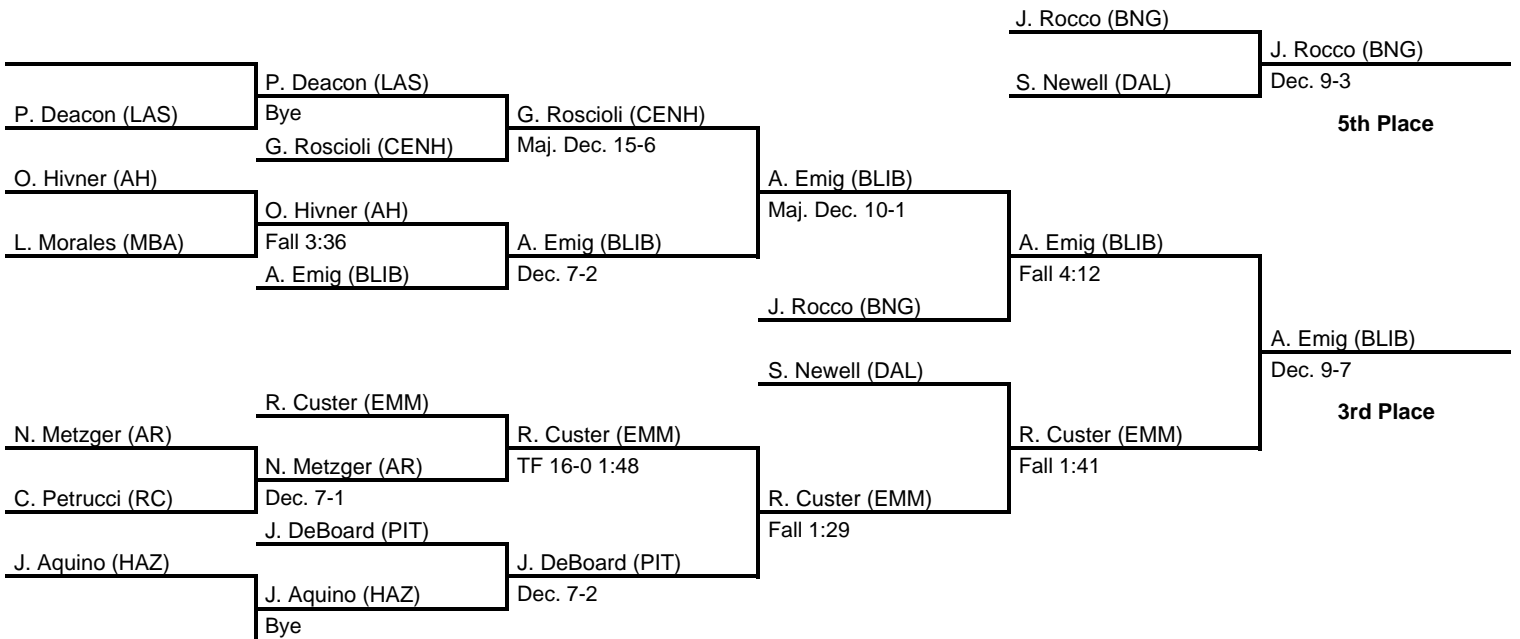 J. Rocco (BNG)
J. Rocco (BNG)
P. Deacon (LAS)
S. Newell (DAL)
Dec. 9-3
P. Deacon (LAS)
Bye
G. Roscioli (CENH)
5th Place
G. Roscioli (CENH)
Maj. Dec. 15-6
O. Hivner (AH)
A. Emig (BLIB)
O. Hivner (AH)
Maj. Dec. 10-1
L. Morales (MBA)
Fall 3:36
A. Emig (BLIB)
A. Emig (BLIB)
A. Emig (BLIB)
Dec. 7-2
Fall 4:12
J. Rocco (BNG)
A. Emig (BLIB)
S. Newell (DAL)
Dec. 9-7
R. Custer (EMM)
3rd Place
N. Metzger (AR)
R. Custer (EMM)
R. Custer (EMM)
N. Metzger (AR)
TF 16-0 1:48
Fall 1:41
C. Petrucci (RC)
Dec. 7-1
R. Custer (EMM)
J. DeBoard (PIT)
Fall 1:29
J. Aquino (HAZ)
J. DeBoard (PIT)
J. Aquino (HAZ)
Dec. 7-2
Bye